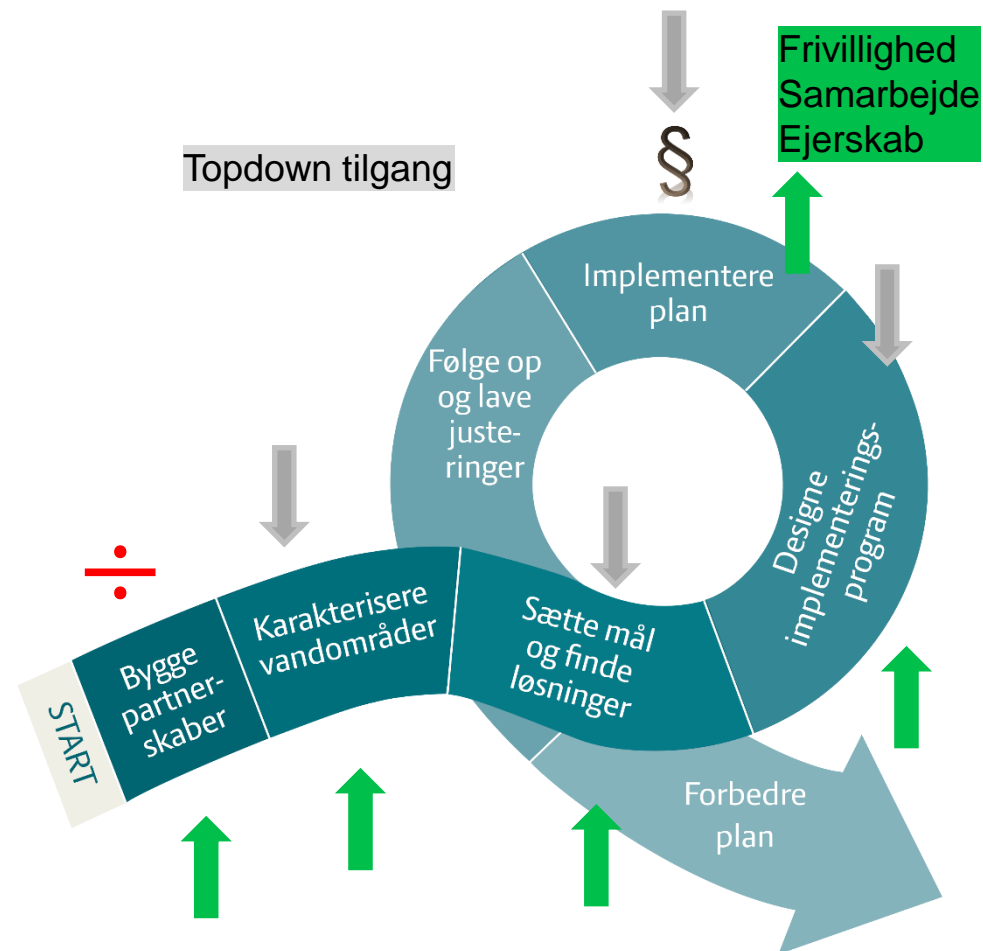 Frivillighed
Samarbejde
Ejerskab
§
Topdown tilgang
Implementere
plan
Følge op
og lave
juste-
ringer
Designe
implementerings-
program
÷
Karakterisere
vandområder
Sætte mål
og finde
løsninger
Bygge
partner-
skaber
START
Forbedre
plan